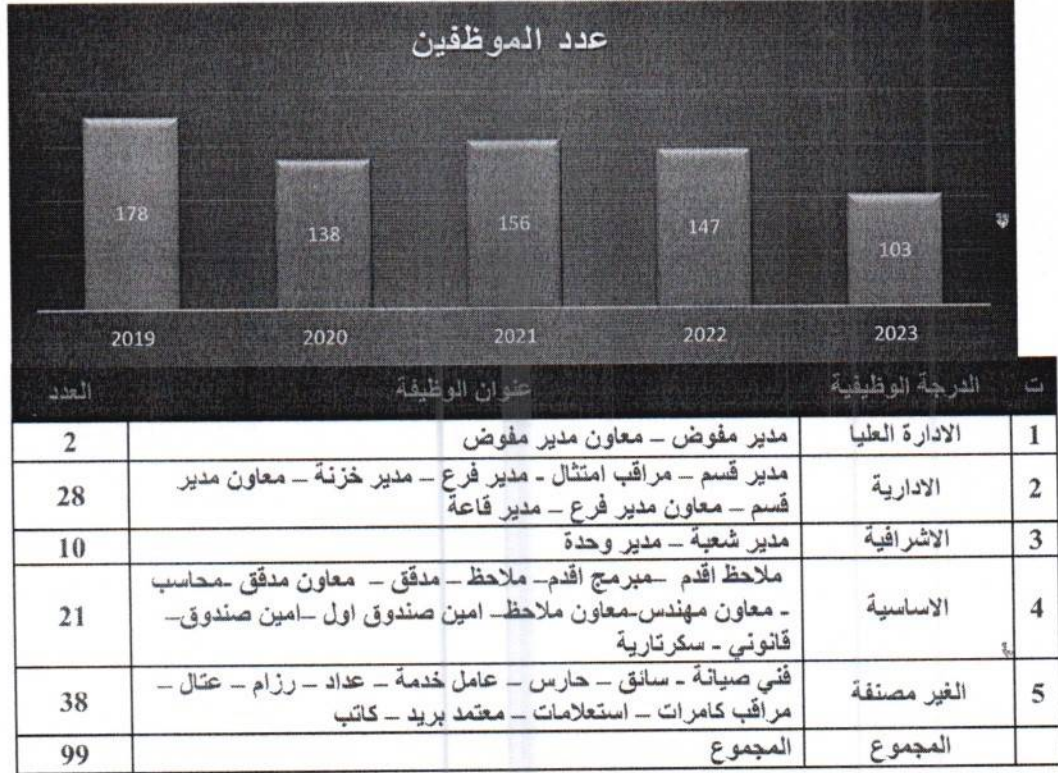 عدد الموظفين
178
138
156
147
103
2019 2020 2021 2022 2023
ت الدرجة الوظيفية عنوان الوظيفة العدد
1 الادارة العليا مدير مفوض – معاون مدير مفوض 2
2 الادارية مدير قسم – مراقب امتثال - مدير فرع – مدير خزنة – معاون مدير
قسم – معاون مدير فرع – مدير قاعة 28
3 الاشرافية مدير شعبة – مدير وحدة 10
4 الاساسية ملاحظ اقدم –مبرمج اقدم– ملاحظ – مدقق – معاون مدقق -محاسب
- معاون مهندس-معاون ملاحظ– امين صندوق اول –امين صندوق–
قانوني - سكرتارية 21
5 الغير مصنفة فني صيانة - سائق – حارس – عامل خدمة – عداد – رزام – عتال –
مراقب كامرات – استعلامات – معتمد بريد – كاتب 38
المجموع المجموع 99